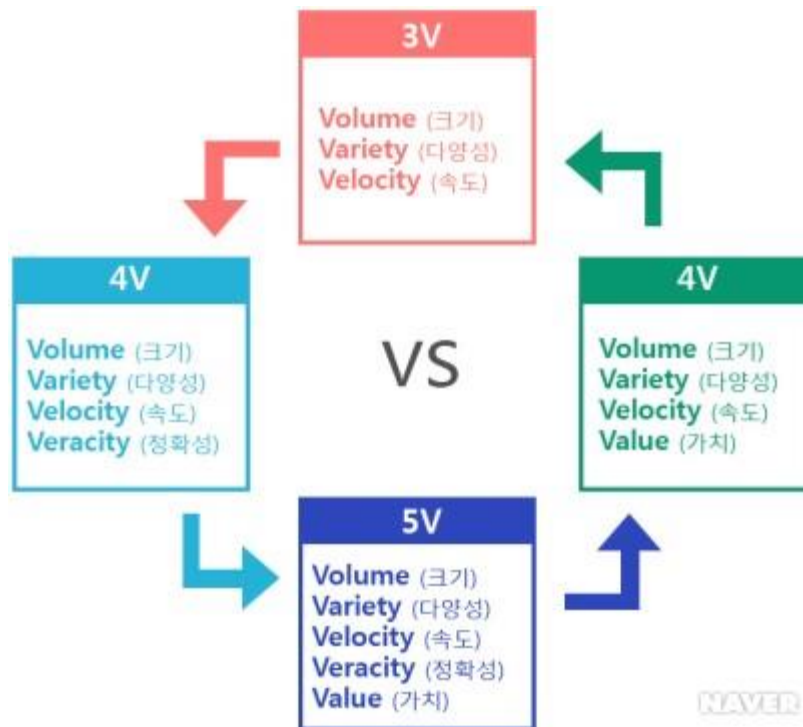 3V
Volume (크기)
Variety (다양성)
Velocity (속도)
4V
Volume (크기)
Variety (다양성)
Velocity (속도)
Veracity (정확성)
VS
4V
Volume (크기)
Variety (다양성)
Velocity (속도)
Value (가치)
5V
Volume (크기)
Variety (다양성)
Velocity (속도)
Veracity (정확성)
Value (가치)
NAVER